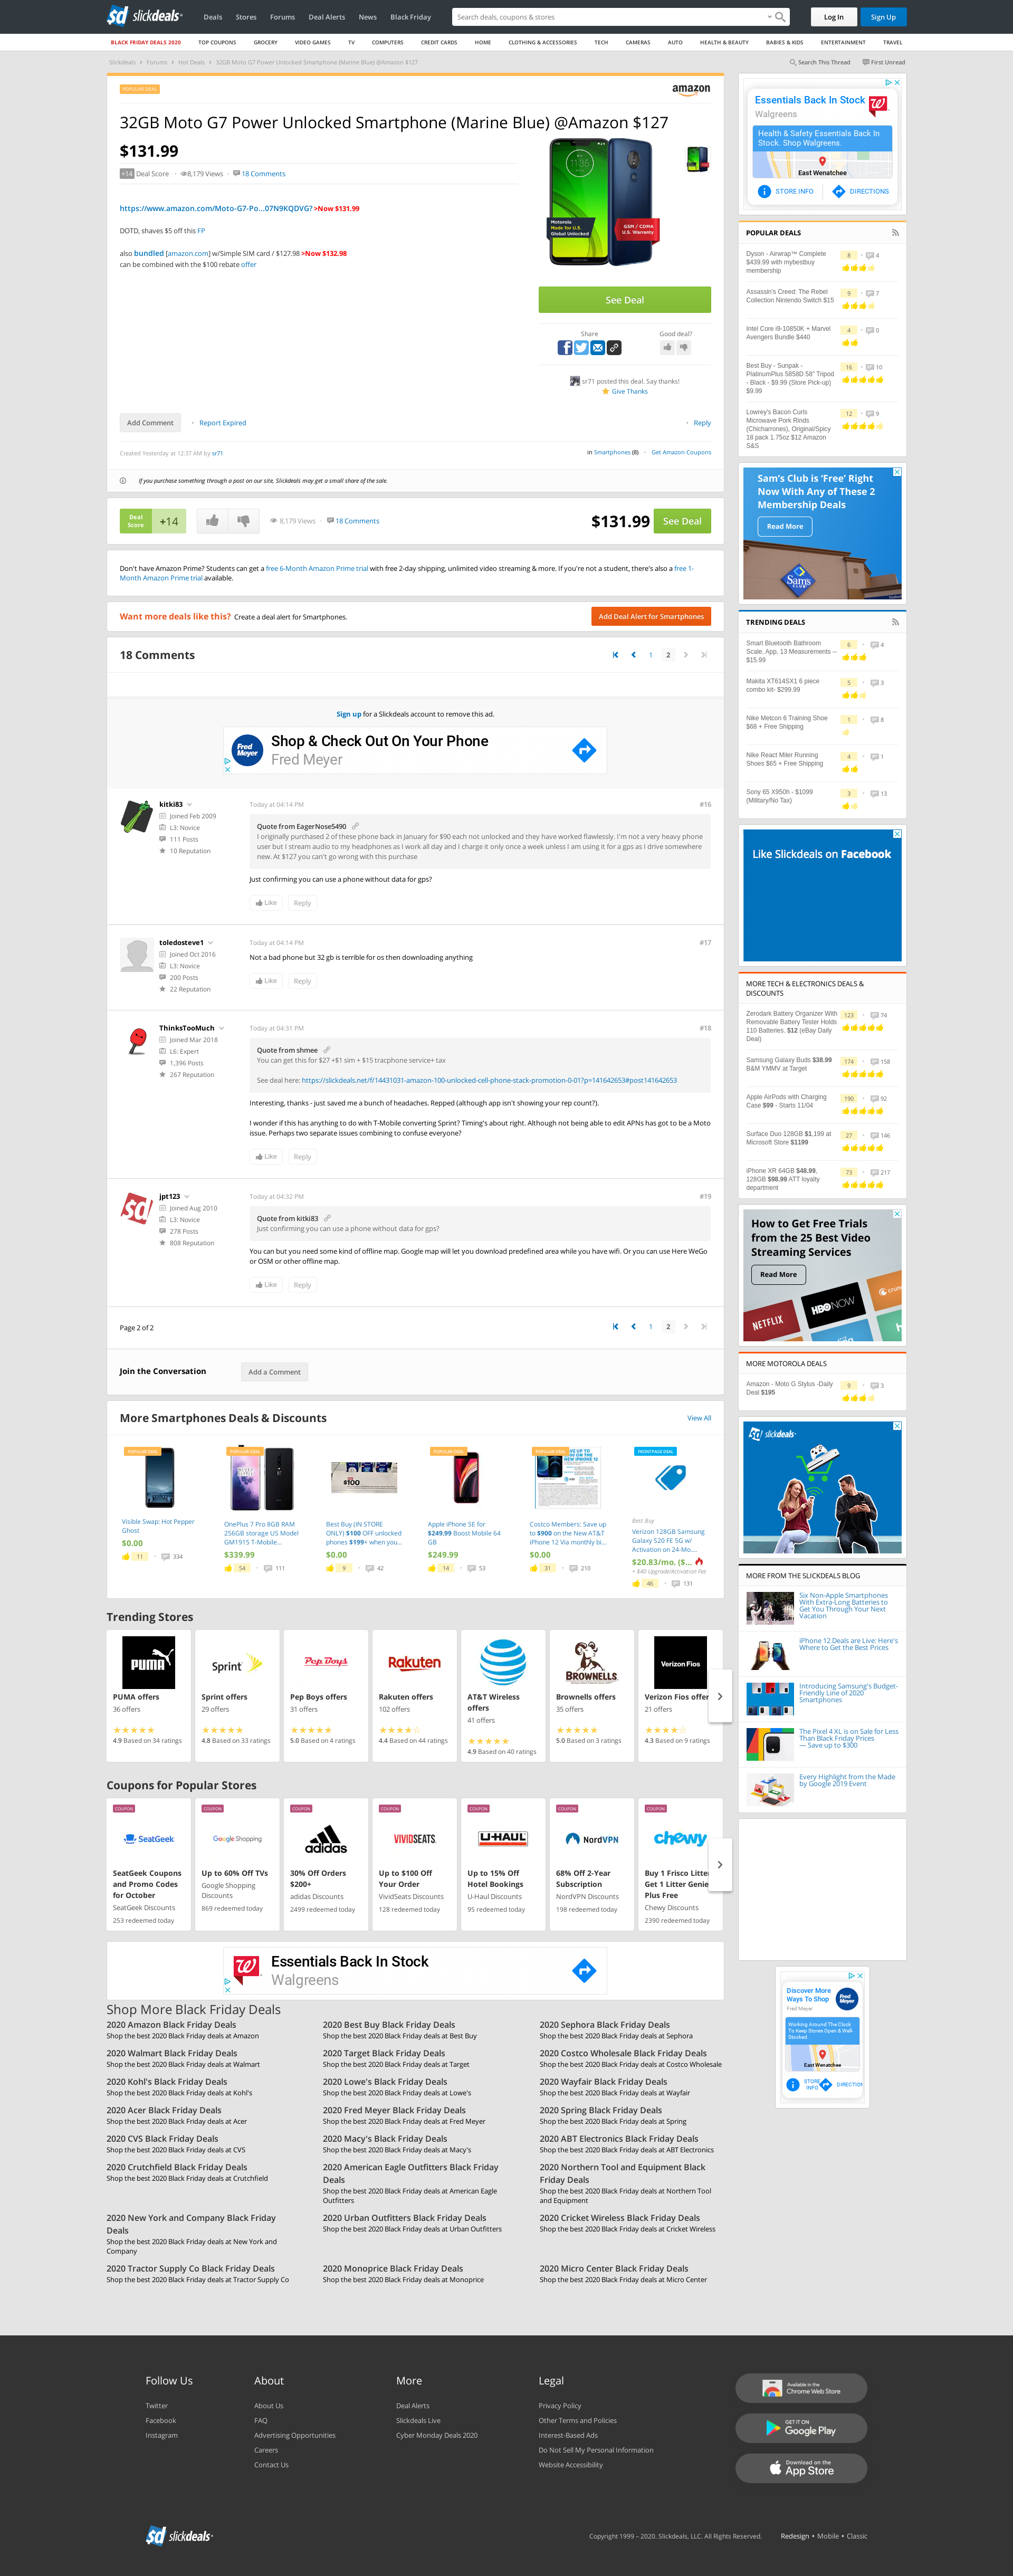 slickdeals
Deals Stores Forums Deal Alerts News Black Friday
Search deals, coupons & stores
Log In
Sign Up
BLACK FRIDAY DEALS 2020 TOP COUPONS GROCERY VIDEO GAMES TV COMPUTERS CREDIT CARDS HOME CLOTHING & ACCESSORIES TECH CAMERAS AUTO HEALTH & BEAUTY BABIES & KIDS ENTERTAINMENT TRAVEL
Slickdeals Forums Hot Deals 32GB Moto G7 Power Unlocked Smartphone (Marine Blue) @Amazon $127
Search This Thread First Unread
POPULAR DEAL
amazon
32GB Moto G7 Power Unlocked Smartphone (Marine Blue) @Amazon $127
$131.99
+14 Deal Score · 8,179 Views · 18 Comments
https://www.amazon.com/Moto-G7-Po...07N9KQDVG? >Now $131.99
DOTD, shaves $5 off this FP
also bundled [amazon.com] w/Simple SIM card / $127.98 >Now $132.98
can be combined with the $100 rebate offer
Motorola
Made for U.S.
Global Unlocked
GSM / CDMA
U.S. Warranty
See Deal
Share
Good deal?
sr71 posted this deal. Say thanks!
Give Thanks
Add Comment
· Report Expired
· Reply
Created Yesterday at 12:37 AM by sr71
in Smartphones (8) · Get Amazon Coupons
If you purchase something through a post on our site, Slickdeals may get a small share of the sale.
Deal Score
+14
8,179 Views · 18 Comments
$131.99
See Deal
Don't have Amazon Prime? Students can get a free 6-Month Amazon Prime trial with free 2-day shipping, unlimited video streaming & more. If you're not a student, there's also a free 1-
Month Amazon Prime trial available.
Want more deals like this? Create a deal alert for Smartphones.
Add Deal Alert for Smartphones
18 Comments
1 2
Sign up for a Slickdeals account to remove this ad.
Fred Meyer
Shop & Check Out On Your Phone
Fred Meyer
kitki83
Joined Feb 2009
L3: Novice
111 Posts
10 Reputation
Today at 04:14 PM
#16
Quote from EagerNose5490
I originally purchased 2 of these phone back in January for $90 each not unlocked and they have worked flawlessly. I'm not a very heavy phone
user but I stream audio to my headphones as I work all day and I charge it only once a week unless I am using it for a gps as I drive somewhere
new. At $127 you can't go wrong with this purchase
Just confirming you can use a phone without data for gps?
Like
Reply
toledosteve1
Joined Oct 2016
L3: Novice
200 Posts
22 Reputation
Today at 04:14 PM
#17
Not a bad phone but 32 gb is terrible for os then downloading anything
Like
Reply
ThinksTooMuch
Joined Mar 2018
L6: Expert
1,396 Posts
267 Reputation
Today at 04:31 PM
#18
Quote from shmee
You can get this for $27 +$1 sim + $15 tracphone service+ tax
See deal here: https://slickdeals.net/f/14431031-amazon-100-unlocked-cell-phone-stack-promotion-0-01?p=141642653#post141642653
Interesting, thanks - just saved me a bunch of headaches. Repped (although app isn't showing your rep count?).
I wonder if this has anything to do with T-Mobile converting Sprint? Timing's about right. Although not being able to edit APNs has got to be a Moto
issue. Perhaps two separate issues combining to confuse everyone?
Like
Reply
jpt123
Joined Aug 2010
L3: Novice
278 Posts
808 Reputation
Today at 04:32 PM
#19
Quote from kitki83
Just confirming you can use a phone without data for gps?
You can but you need some kind of offline map. Google map will let you download predefined area while you have wifi. Or you can use Here WeGo
or OSM or other offline map.
Like
Reply
Page 2 of 2
1 2
Join the Conversation
Add a Comment
More Smartphones Deals & Discounts
View All
POPULAR DEAL
Visible Swap: Hot Pepper
Ghost
$0.00
11 · 334
POPULAR DEAL
OnePlus 7 Pro 8GB RAM
256GB storage US Model
GM1915 T-Mobile...
$339.99
54 · 111
$100
Best Buy (IN STORE
ONLY) $100 OFF unlocked
phones $199+ when you...
$0.00
9 · 42
POPULAR DEAL
Apple iPhone SE for
$249.99 Boost Mobile 64
GB
$249.99
14 · 53
POPULAR DEAL
Costco Members: Save up
to $900 on the New AT&T
iPhone 12 Via monthly bi...
$0.00
31 · 210
FRONTPAGE DEAL
Best Buy
Verizon 128GB Samsung
Galaxy S20 FE 5G w/
Activation on 24-Mo....
$20.83/mo. ($...
+ $40 Upgrade/Activation Fee
46 · 131
Trending Stores
PUMA
PUMA offers
36 offers
4.9 Based on 34 ratings
Sprint
Sprint offers
29 offers
4.8 Based on 33 ratings
Pep Boys
Pep Boys offers
31 offers
5.0 Based on 4 ratings
Rakuten
Rakuten offers
102 offers
4.4 Based on 44 ratings
AT&T Wireless
offers
41 offers
4.9 Based on 40 ratings
BROWNELLS
Brownells offers
35 offers
5.0 Based on 3 ratings
Verizon Fios
Verizon Fios offer
21 offers
4.3 Based on 9 ratings
Coupons for Popular Stores
COUPON
SeatGeek
SeatGeek Coupons
and Promo Codes
for October
SeatGeek Discounts
253 redeemed today
COUPON
Google Shopping
Up to 60% Off TVs
Google Shopping
Discounts
869 redeemed today
COUPON
adidas
30% Off Orders
$200+
adidas Discounts
2499 redeemed today
COUPON
VIVIDSEATS
Up to $100 Off
Your Order
VividSeats Discounts
128 redeemed today
COUPON
U-HAUL
Up to 15% Off
Hotel Bookings
U-Haul Discounts
95 redeemed today
COUPON
NordVPN
68% Off 2-Year
Subscription
NordVPN Discounts
198 redeemed today
COUPON
chewy
Buy 1 Frisco Litter
Get 1 Litter Genie
Plus Free
Chewy Discounts
2390 redeemed today
Essentials Back In Stock
Walgreens
Shop More Black Friday Deals
2020 Amazon Black Friday Deals
Shop the best 2020 Black Friday deals at Amazon
2020 Best Buy Black Friday Deals
Shop the best 2020 Black Friday deals at Best Buy
2020 Sephora Black Friday Deals
Shop the best 2020 Black Friday deals at Sephora
2020 Walmart Black Friday Deals
Shop the best 2020 Black Friday deals at Walmart
2020 Target Black Friday Deals
Shop the best 2020 Black Friday deals at Target
2020 Costco Wholesale Black Friday Deals
Shop the best 2020 Black Friday deals at Costco Wholesale
2020 Kohl's Black Friday Deals
Shop the best 2020 Black Friday deals at Kohl's
2020 Lowe's Black Friday Deals
Shop the best 2020 Black Friday deals at Lowe's
2020 Wayfair Black Friday Deals
Shop the best 2020 Black Friday deals at Wayfair
2020 Acer Black Friday Deals
Shop the best 2020 Black Friday deals at Acer
2020 Fred Meyer Black Friday Deals
Shop the best 2020 Black Friday deals at Fred Meyer
2020 Spring Black Friday Deals
Shop the best 2020 Black Friday deals at Spring
2020 CVS Black Friday Deals
Shop the best 2020 Black Friday deals at CVS
2020 Macy's Black Friday Deals
Shop the best 2020 Black Friday deals at Macy's
2020 ABT Electronics Black Friday Deals
Shop the best 2020 Black Friday deals at ABT Electronics
2020 Crutchfield Black Friday Deals
Shop the best 2020 Black Friday deals at Crutchfield
2020 American Eagle Outfitters Black Friday
Deals
Shop the best 2020 Black Friday deals at American Eagle
Outfitters
2020 Northern Tool and Equipment Black
Friday Deals
Shop the best 2020 Black Friday deals at Northern Tool
and Equipment
2020 New York and Company Black Friday
Deals
Shop the best 2020 Black Friday deals at New York and
Company
2020 Urban Outfitters Black Friday Deals
Shop the best 2020 Black Friday deals at Urban Outfitters
2020 Cricket Wireless Black Friday Deals
Shop the best 2020 Black Friday deals at Cricket Wireless
2020 Tractor Supply Co Black Friday Deals
Shop the best 2020 Black Friday deals at Tractor Supply Co
2020 Monoprice Black Friday Deals
Shop the best 2020 Black Friday deals at Monoprice
2020 Micro Center Black Friday Deals
Shop the best 2020 Black Friday deals at Micro Center
Essentials Back In Stock
Walgreens
Health & Safety Essentials Back In
Stock. Shop Walgreens.
East Wenatchee
STORE INFO
DIRECTIONS
POPULAR DEALS
Dyson - Airwrap™ Complete
$439.99 with mybestbuy
membership
8 · 4
Assassin's Creed: The Rebel
Collection Nintendo Switch $15
9 · 7
Intel Core i9-10850K + Marvel
Avengers Bundle $440
4 · 0
Best Buy - Sunpak -
PlatinumPlus 5858D 58" Tripod
- Black - $9.99 (Store Pick-up)
$9.99
16 · 10
Lowrey's Bacon Curls
Microwave Pork Rinds
(Chicharrones), Original/Spicy
18 pack 1.75oz $12 Amazon
S&S
12 · 9
Sam's Club is 'Free' Right
Now With Any of These 2
Membership Deals
Read More
Sam's
CLUB
TRENDING DEALS
Smart Bluetooth Bathroom
Scale, App, 13 Measurements --
$15.99
6 · 4
Makita XT614SX1 6 piece
combo kit- $299.99
5 · 3
Nike Metcon 6 Training Shoe
$68 + Free Shipping
1 · 8
Nike React Miler Running
Shoes $65 + Free Shipping
4 · 1
Sony 65 X950h - $1099
(Military/No Tax)
3 · 13
Like Slickdeals on Facebook
MORE TECH & ELECTRONICS DEALS &
DISCOUNTS
Zerodark Battery Organizer With
Removable Battery Tester Holds
110 Batteries. $12 (eBay Daily
Deal)
123 · 74
Samsung Galaxy Buds $38.99
B&M YMMV at Target
174 · 158
Apple AirPods with Charging
Case $99 - Starts 11/04
190 · 92
Surface Duo 128GB $1,199 at
Microsoft Store $1199
27 · 146
iPhone XR 64GB $48.99,
128GB $98.99 ATT loyalty
department
73 · 217
How to Get Free Trials
from the 25 Best Video
Streaming Services
Read More
NETFLIX
HBO NOW
hulu
MORE MOTOROLA DEALS
Amazon - Moto G Stylus -Daily
Deal $195
9 · 3
slickdeals
MORE FROM THE SLICKDEALS BLOG
Six Non-Apple Smartphones
With Extra-Long Batteries to
Get You Through Your Next
Vacation
iPhone 12 Deals are Live: Here's
Where to Get the Best Prices
Introducing Samsung's Budget-
Friendly Line of 2020
Smartphones
The Pixel 4 XL is on Sale for Less
Than Black Friday Prices
— Save up to $300
Every Highlight from the Made
by Google 2019 Event
Discover More
Ways To Shop
Fred Meyer
Working Around The Clock
To Keep Stores Open & Well-
Stocked.
East Wenatchee
STORE
INFO
DIRECTION
Follow Us
Twitter
Facebook
Instagram
About
About Us
FAQ
Advertising Opportunities
Careers
Contact Us
More
Deal Alerts
Slickdeals Live
Cyber Monday Deals 2020
Legal
Privacy Policy
Other Terms and Policies
Interest-Based Ads
Do Not Sell My Personal Information
Website Accessibility
Available in the
Chrome Web Store
GET IT ON
Google Play
Download on the
App Store
slickdeals
Copyright 1999 - 2020. Slickdeals, LLC. All Rights Reserved.
Redesign • Mobile • Classic